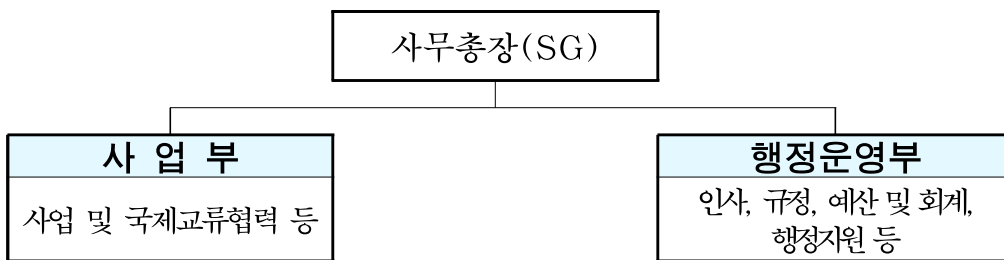 사무총장(SG)
사 업 부
사업 및 국제교류협력 등
행정운영부
인사, 규정, 예산 및 회계,
행정지원 등